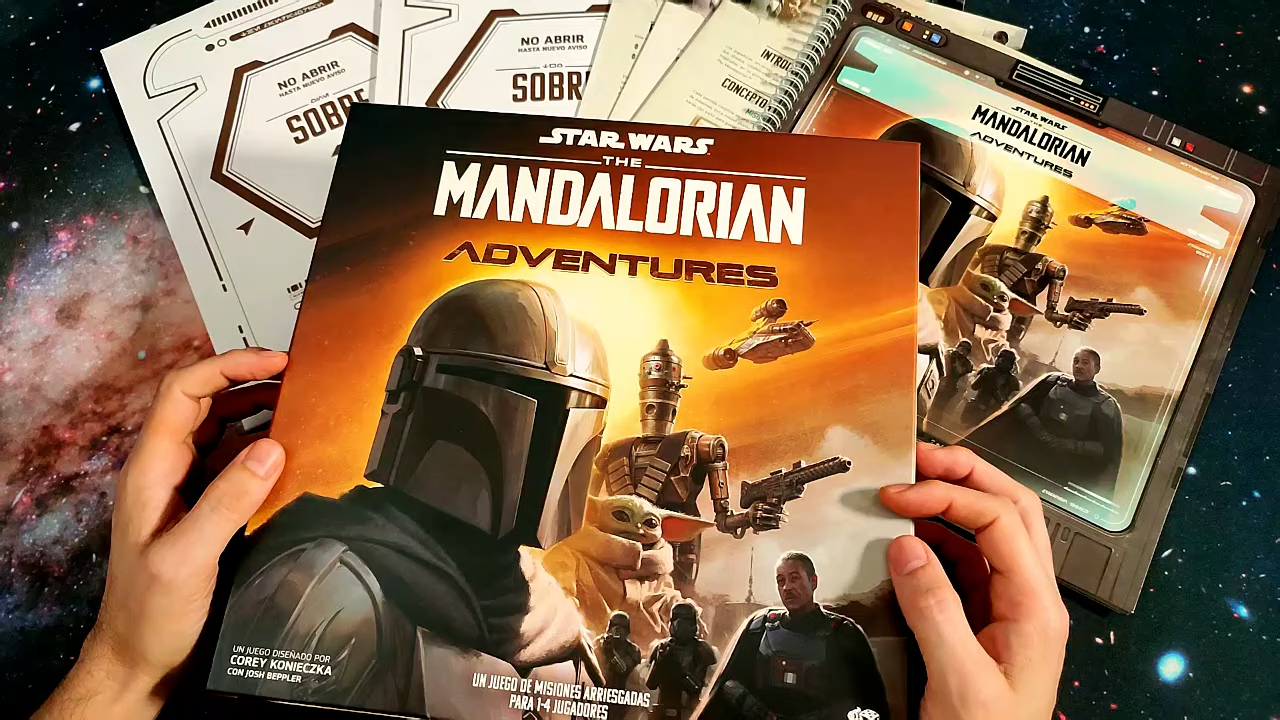 NO ABRIR
HASTA NUEVO AVISO
SOBRE
NO ABRIR
HASTA NUEVO AVISO
SOBR
CONCEPTO
STAR WARS
THE
MANDALORIAN
ADVENTURES
STAR WARS
THE
MANDALORIAN
ADVENTURES
UN JUEGO DISEÑADO POR
COREY KONIECZKA
CON JOSH BEPPLER
UN JUEGO DE MISIONES ARRIESGADAS
PARA 1-4 JUGADORES